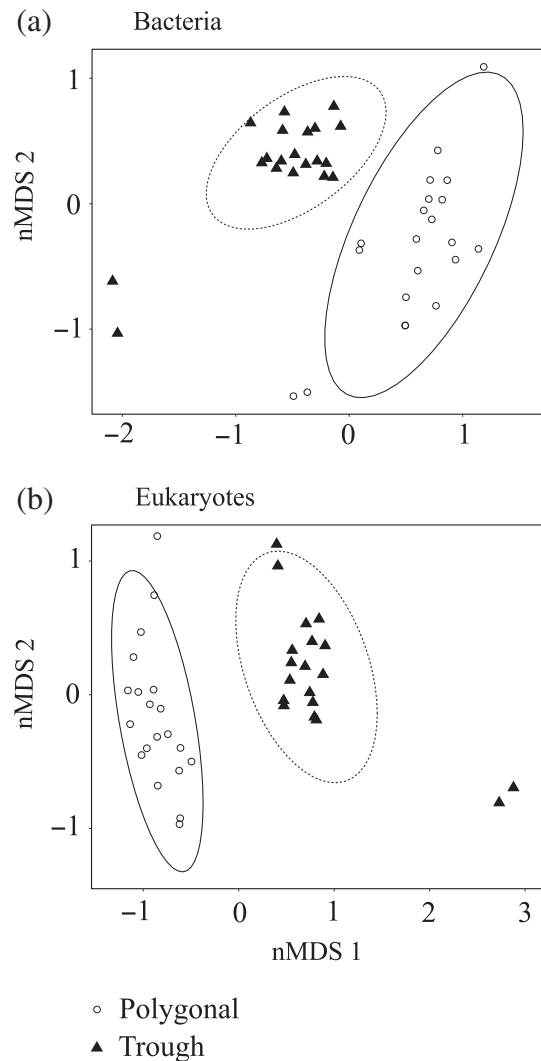 (a) Bacteria
1
0
−1
nMDS 2
−2 −1 0 1
(b) Eukaryotes
1
0
−1
nMDS 2
−1 0 1 2 3
nMDS 1
Polygonal
Trough